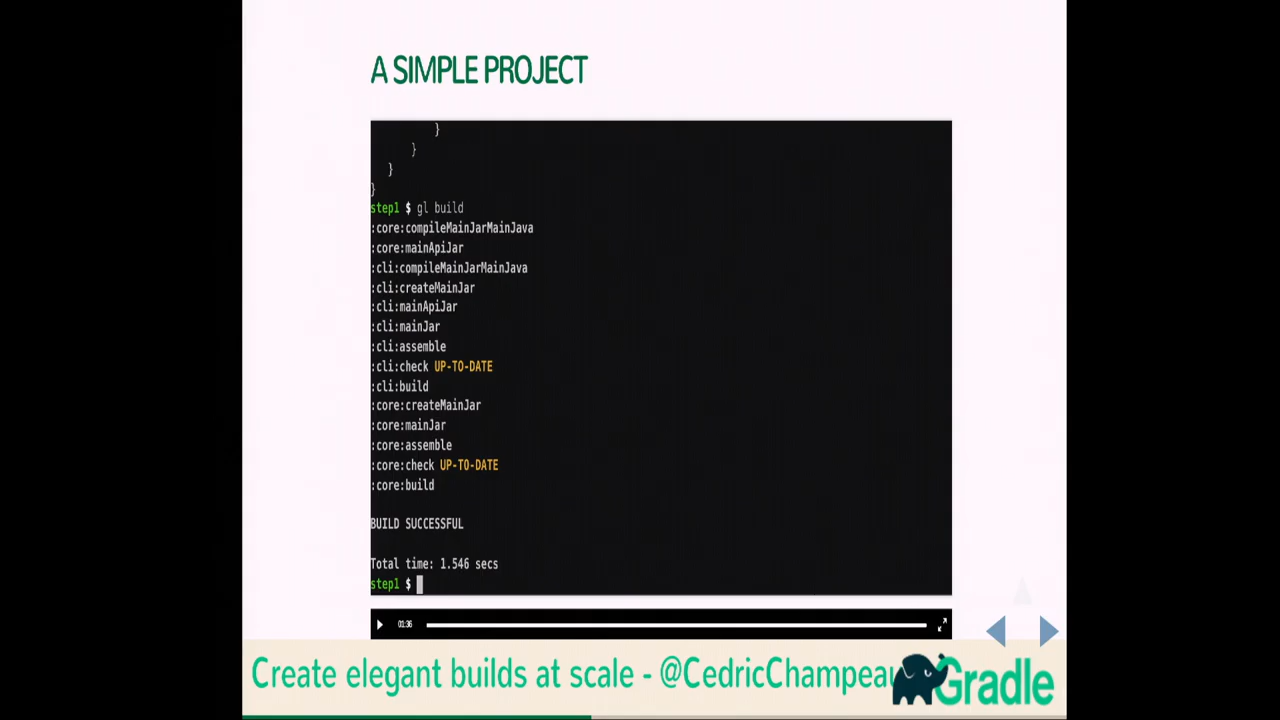 A SIMPLE PROJECT
}
}
}
}
step1 $ gl build
:core:compileMainJarMainJava
:core:mainApiJar
:cli:compileMainJarMainJava
:cli:createMainJar
:cli:mainApiJar
:cli:mainJar
:cli:assemble
:cli:check UP-TO-DATE
:cli:build
:core:createMainJar
:core:mainJar
:core:assemble
:core:check UP-TO-DATE
:core:build
BUILD SUCCESSFUL
Total time: 1.546 secs
step1 $
01:36
Create elegant builds at scale - @CedricChampeau
Gradle